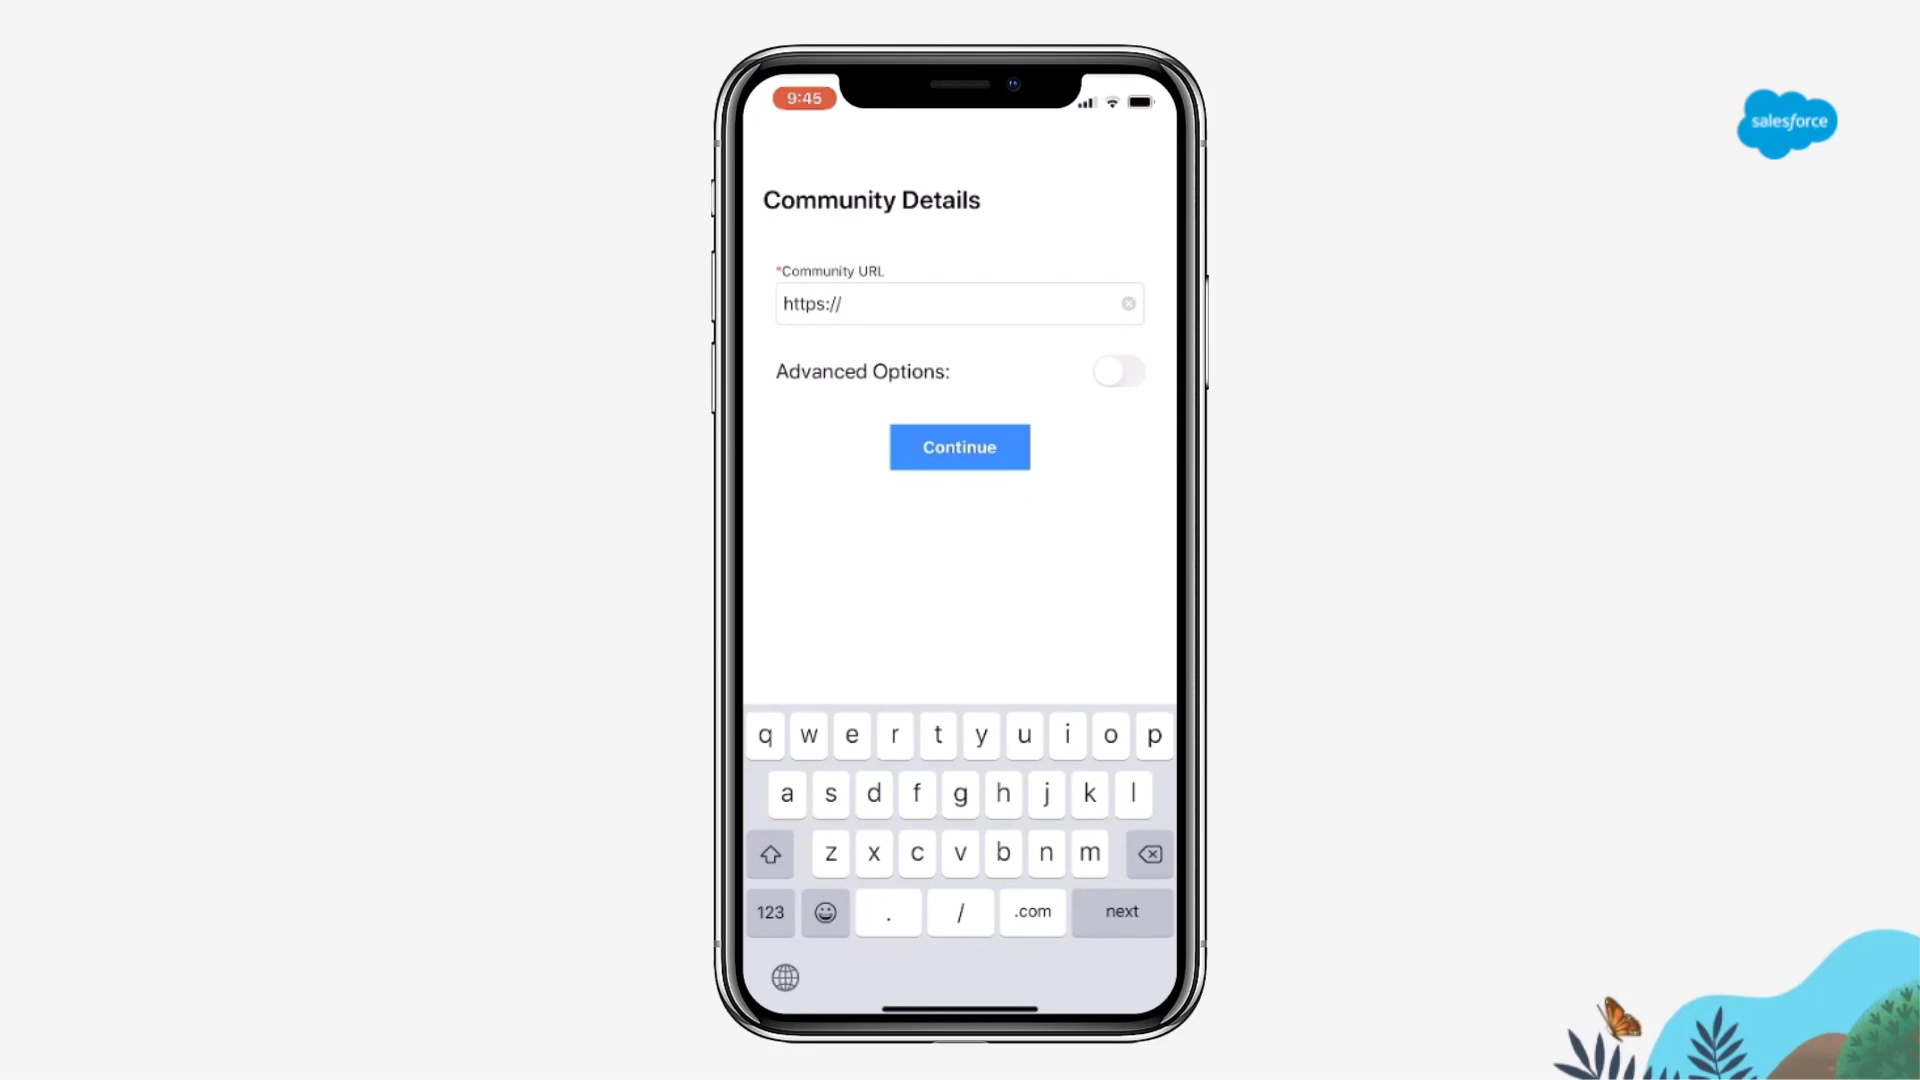 9:45
salesforce
Community Details
*Community URL
https://
Advanced Options:
Continue
q w e r t y u i o p
a s d f g h j k l
z x c v b n m
123 . / .com next